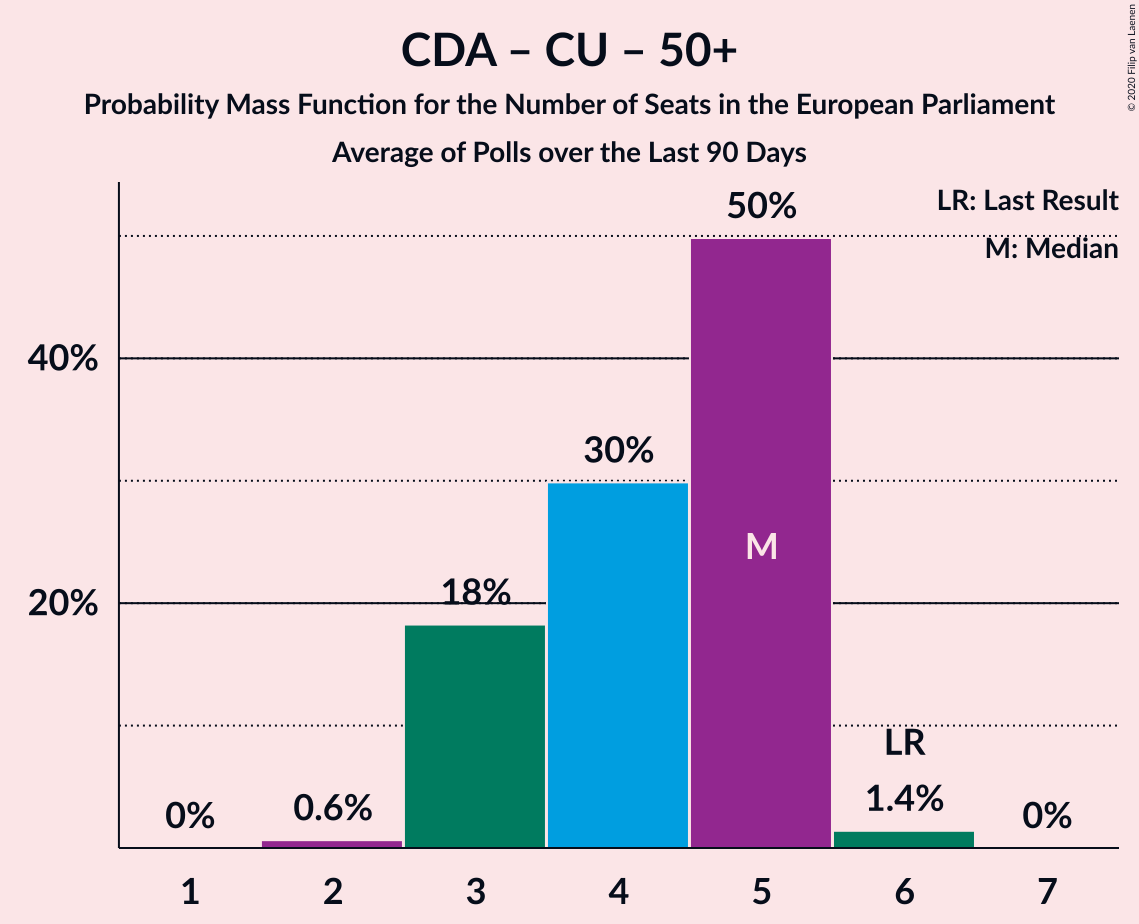 CDA – CU – 50+
Probability Mass Function for the Number of Seats in the European Parliament
Average of Polls over the Last 90 Days
© 2020 Filip van Laenen
LR: Last Result
M: Median
50%
40%
30%
M
20%
18%
LR
1.4%
0%
0.6%
0%
1 2 3 4 5 6 7